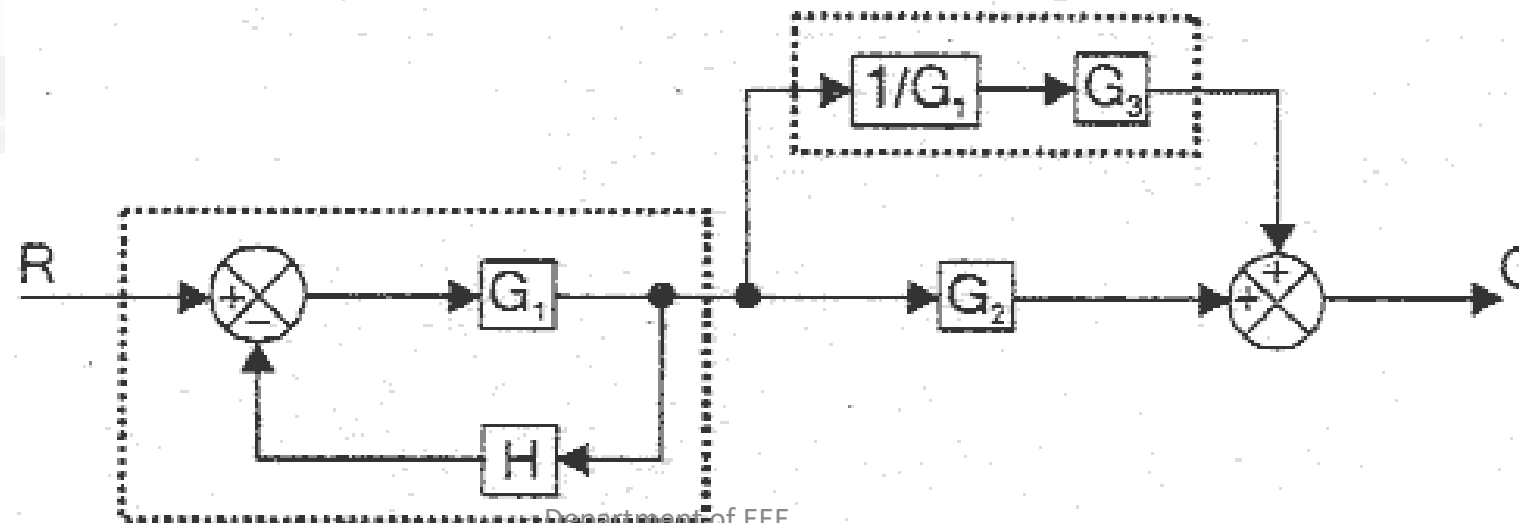 1/G₁
G₃
R
+
−
G₁
G₂
+
+
H
Department of EEE